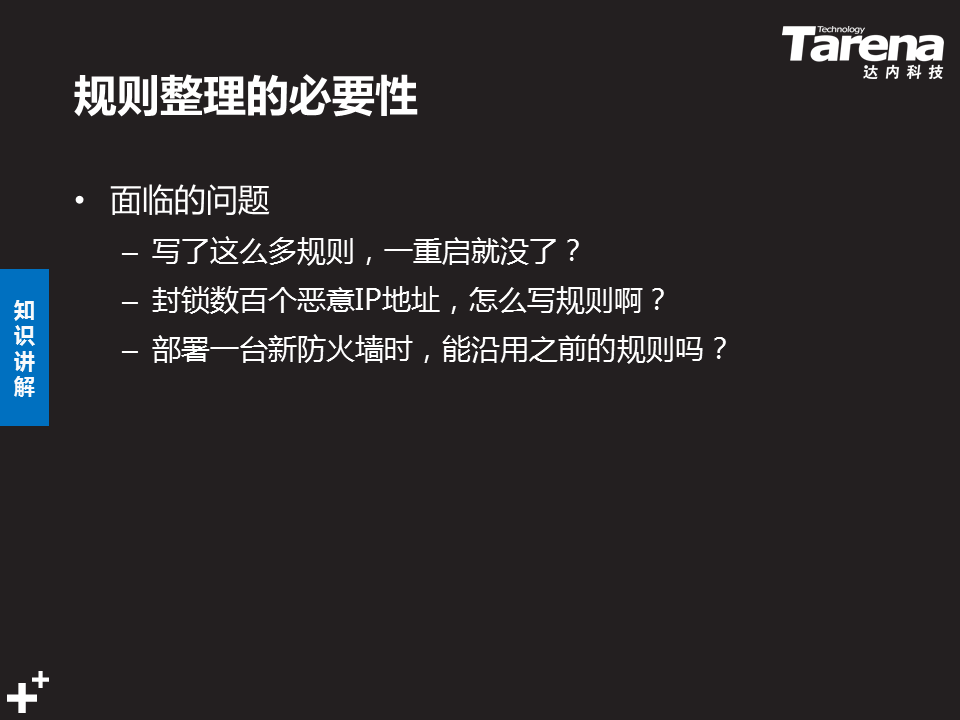 Technology
Tarena
达内科技
规则整理的必要性
• 面临的问题
– 写了这么多规则，一重启就没了？
– 封锁数百个恶意IP地址，怎么写规则啊？
– 部署一台新防火墙时，能沿用之前的规则吗？
知
识
讲
解